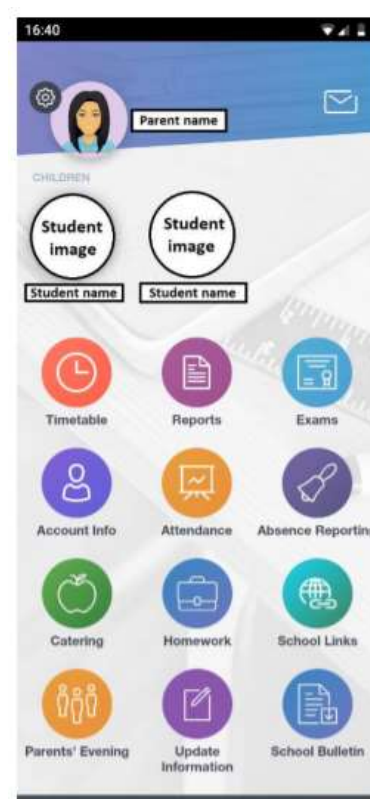 16:40
Parent name
CHILDREN
Student image
Student image
Student name
Student name
Timetable
Reports
Exams
Account Info
Attendance
Absence Reportin
Catering
Homework
School Links
Parents' Evening
Update Information
School Bulletin